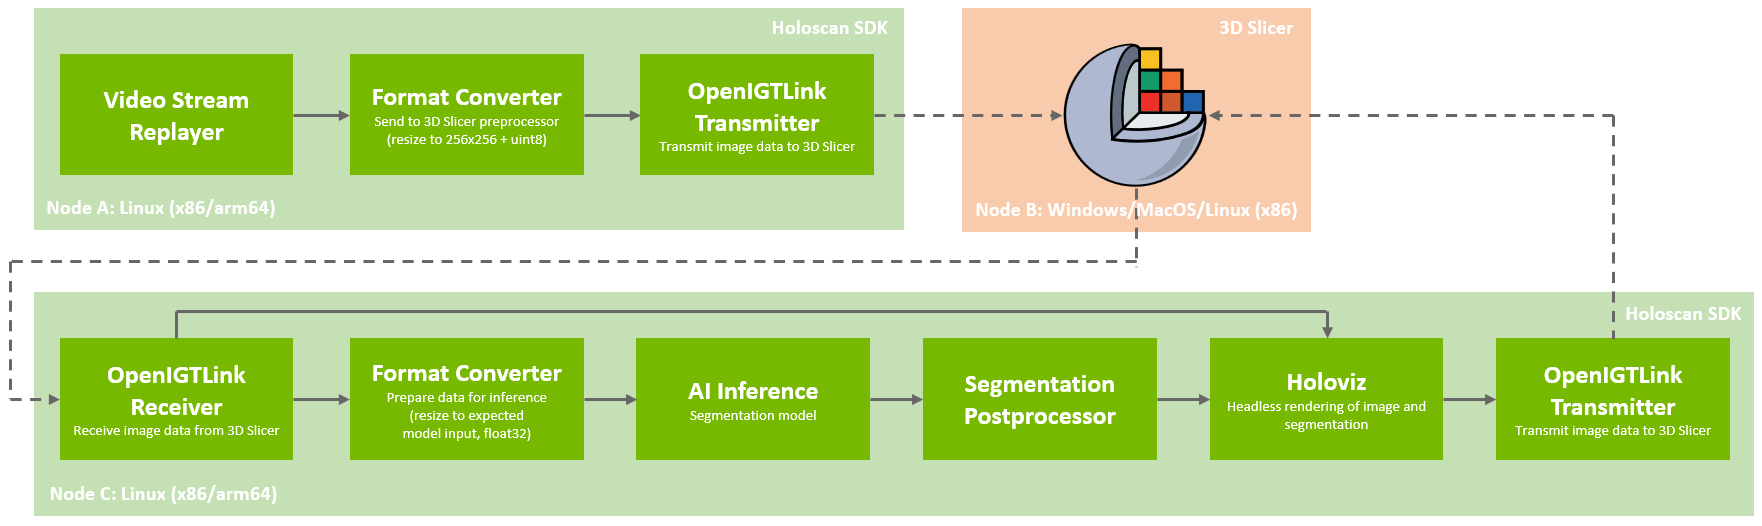 Holoscan SDK
Video Stream
Replayer
Format Converter
Send to 3D Slicer preprocessor
(resize to 256x256 + uint8)
OpenIGTLink
Transmitter
Transmit image data to 3D Slicer
Node A: Linux (x86/arm64)
3D Slicer
Node B: Windows/MacOS/Linux (x86)
Holoscan SDK
OpenIGTLink
Receiver
Receive image data from 3D Slicer
Format Converter
Prepare data for inference
(resize to expected
model input, float32)
AI Inference
Segmentation model
Segmentation
Postprocessor
Holoviz
Headless rendering of image and
segmentation
OpenIGTLink
Transmitter
Transmit image data to 3D Slicer
Node C: Linux (x86/arm64)